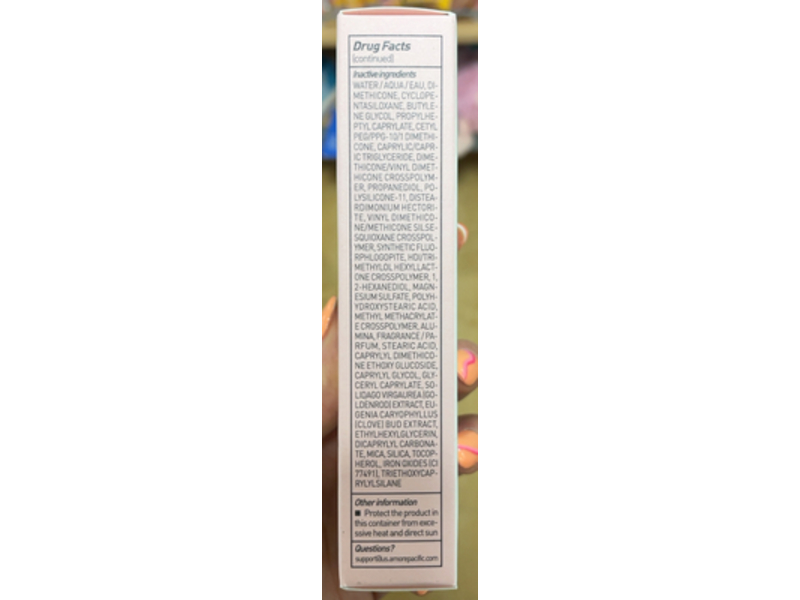 Drug Facts
(continued)
Inactive ingredients
WATER / AQUA / EAU, DI-
METHICONE, CYCLOPE-
NTASILOXANE, BUTYLE-
NE GLYCOL, PROPYLHE-
PTYL CAPRYLATE, CETYL
PEG/PPG-10/1 DIMETHI-
CONE, CAPRYLIC/CAPR-
IC TRIGLYCERIDE, DIME-
THICONE/VINYL DIMET-
HICONE CROSSPOLYM-
ER, PROPANEDIOL, PO-
LYSILICONE-11, DISTEA-
RDIMONIUM HECTORI-
TE, VINYL DIMETHICO-
NE/METHICONE SILSE-
SQUIOXANE CROSSPOL-
YMER, SYNTHETIC FLUO-
RPHLOGOPITE, HDI/TRI-
METHYLOL HEXYLLACT-
ONE CROSSPOLYMER, 1,
2-HEXANEDIOL, MAGN-
ESIUM SULFATE, POLYH-
YDROXYSTEARIC ACID,
METHYL METHACRYLAT-
E CROSSPOLYMER, ALU-
MINA, FRAGRANCE / PA-
RFUM, STEARIC ACID,
CAPRYLYL DIMETHICO-
NE ETHOXY GLUCOSIDE,
CAPRYLYL GLYCOL, GLY-
CERYL CAPRYLATE, SO-
LIDAGO VIRGAUREA (GO-
LDENROD) EXTRACT, EU-
GENIA CARYOPHYLLUS
(CLOVE) BUD EXTRACT,
ETHYLHEXYLGLYCERIN,
DICAPRYLYL CARBONA-
TE, MICA, SILICA, TOCOP-
HEROL, IRON OXIDES (CI
77491), TRIETHOXYCAP-
RYLYLSILANE
Other information
■ Protect the product in
this container from exce-
ssive heat and direct sun
Questions?
support@us.amorepacific.com